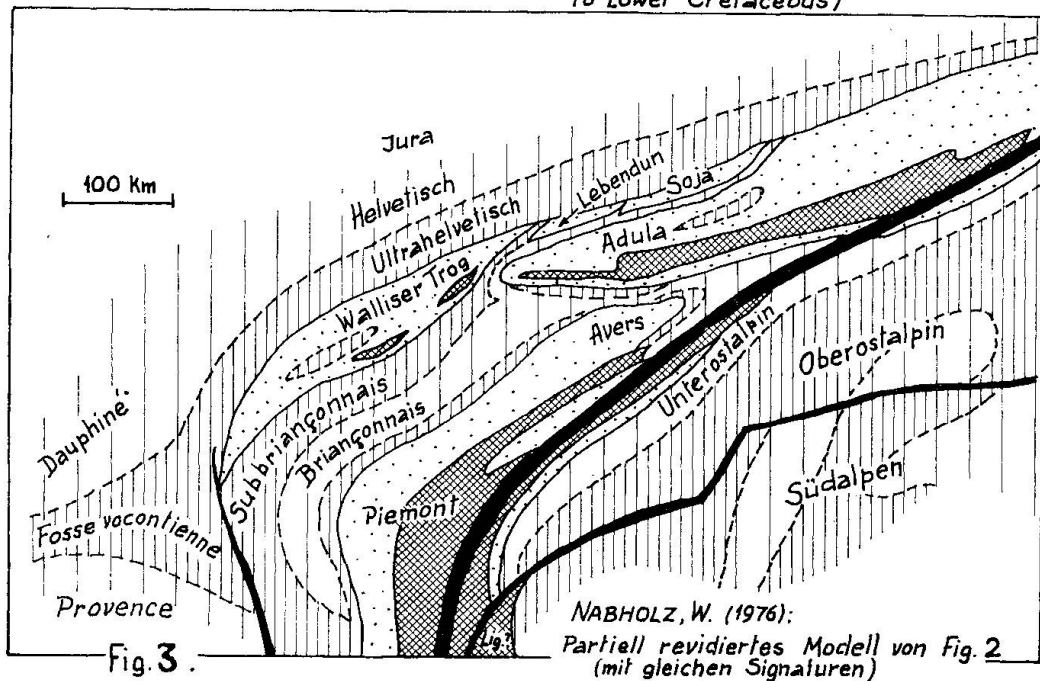 to Lower Cretaceous)
Jura
100 km
Helvetisch
Ultrahelvetisch
Lebendun
Soja
Adula
Walliser Trog
Avers
Unterostalpin
Oberostalpin
Südalpen
Dauphiné
Subbriançonnais
Briançonnais
Piemont
Fosse vocontienne
Provence
Lig.?
NABHOLZ, W. (1976):
Partiell revidiertes Modell von Fig. 2
(mit gleichen Signaturen)
Fig. 3.